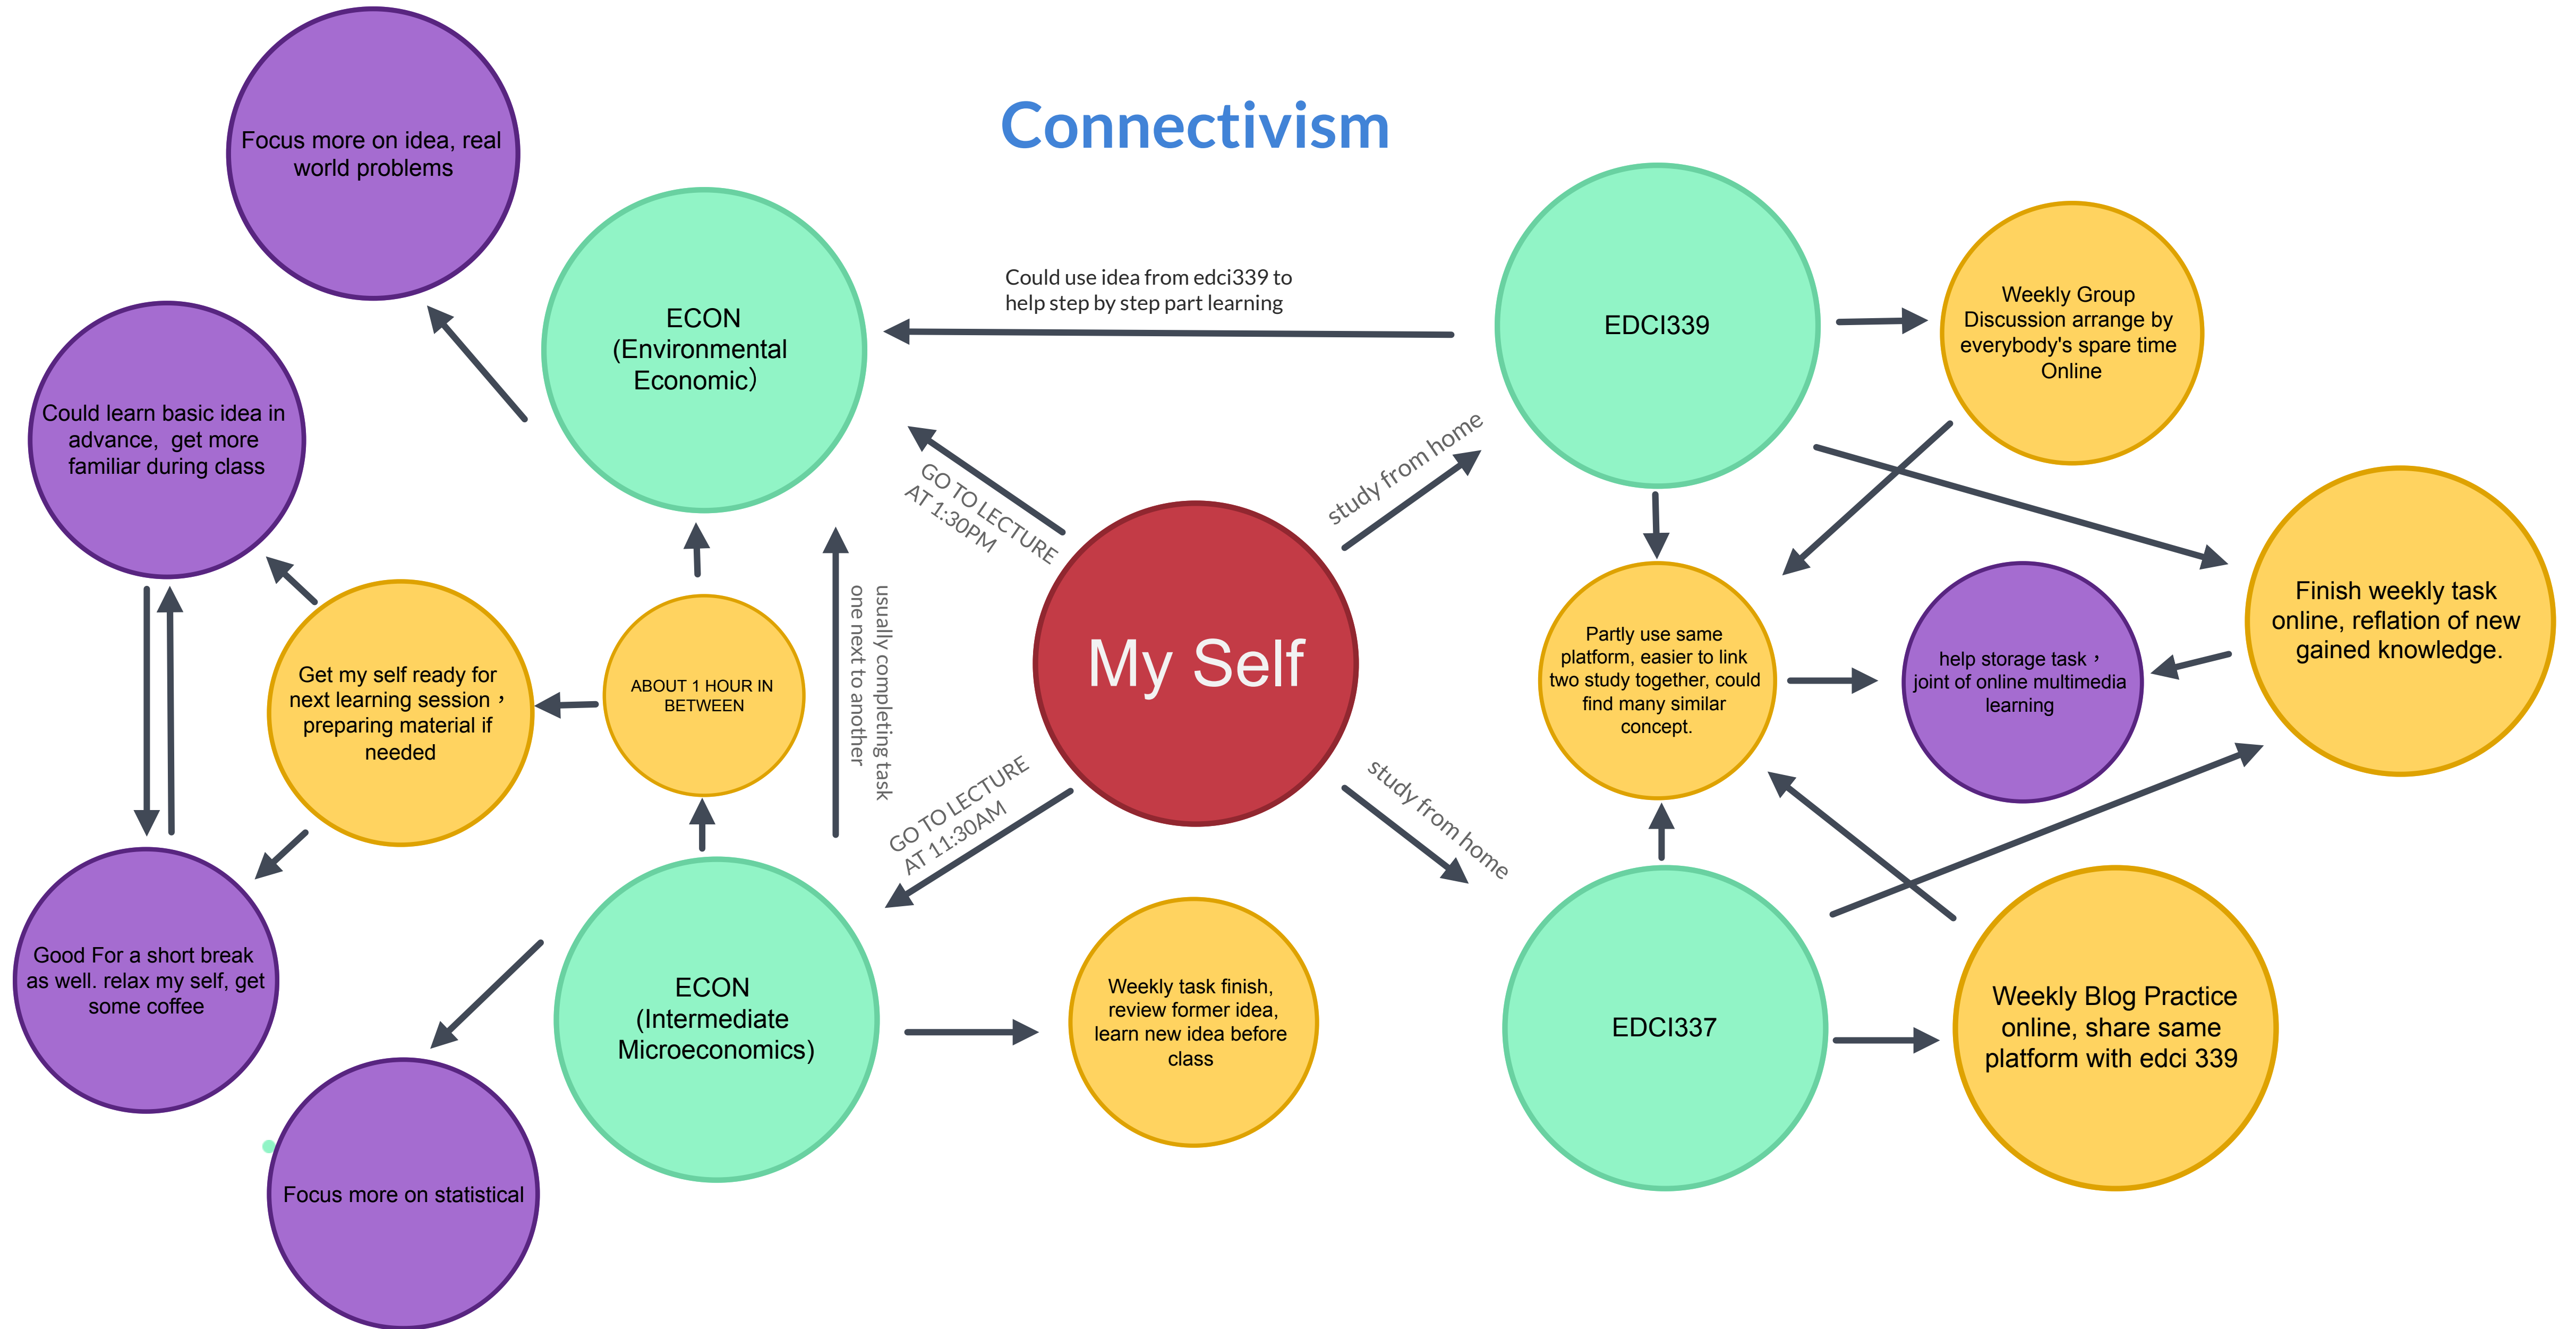 Connectivism
Focus more on idea, real
world problems
ECON
(Environmental
Economic）
Could use idea from edci339 to
help step by step part learning
EDCI339
Weekly Group
Discussion arrange by
everybody's spare time
Online
Could learn basic idea in
advance, get more
familiar during class
GO TO LECTURE
AT 1:30PM
study from home
My Self
Get my self ready for
next learning session，
preparing material if
needed
ABOUT 1 HOUR IN
BETWEEN
usually completing task
one next to another
Partly use same
platform, easier to link
two study together, could
find many similar
concept.
help storage task，
joint of online multimedia
learning
Finish weekly task
online, reflation of new
gained knowledge.
GO TO LECTURE
AT 11:30AM
study from home
Good For a short break
as well. relax my self, get
some coffee
ECON
(Intermediate
Microeconomics)
Weekly task finish,
review former idea,
learn new idea before
class
EDCI337
Weekly Blog Practice
online, share same
platform with edci 339
Focus more on statistical